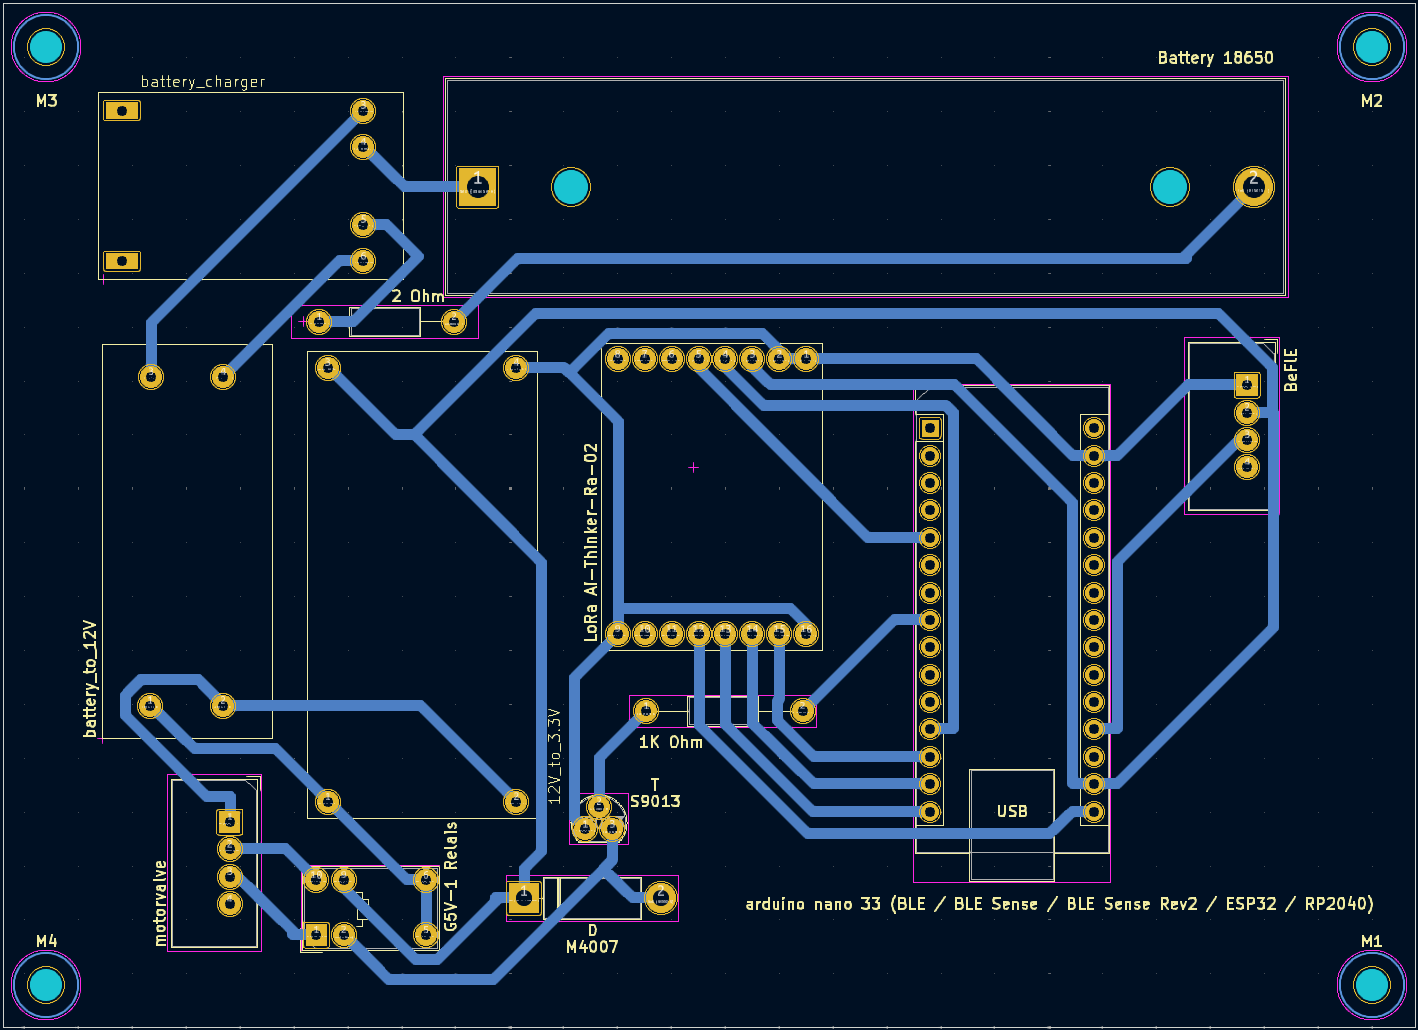 Battery 18650
battery_charger
M3
M2
1
2
2 Ohm
BeFLE
LoRa AI-Thinker-Ra-02
battery_to_12V
12V_to_3.3V
1K Ohm
T
S9013
USB
motorvalve
G5V-1 Relais
1
2
arduino nano 33 (BLE / BLE Sense / BLE Sense Rev2 / ESP32 / RP2040)
D
M4007
M4
M1